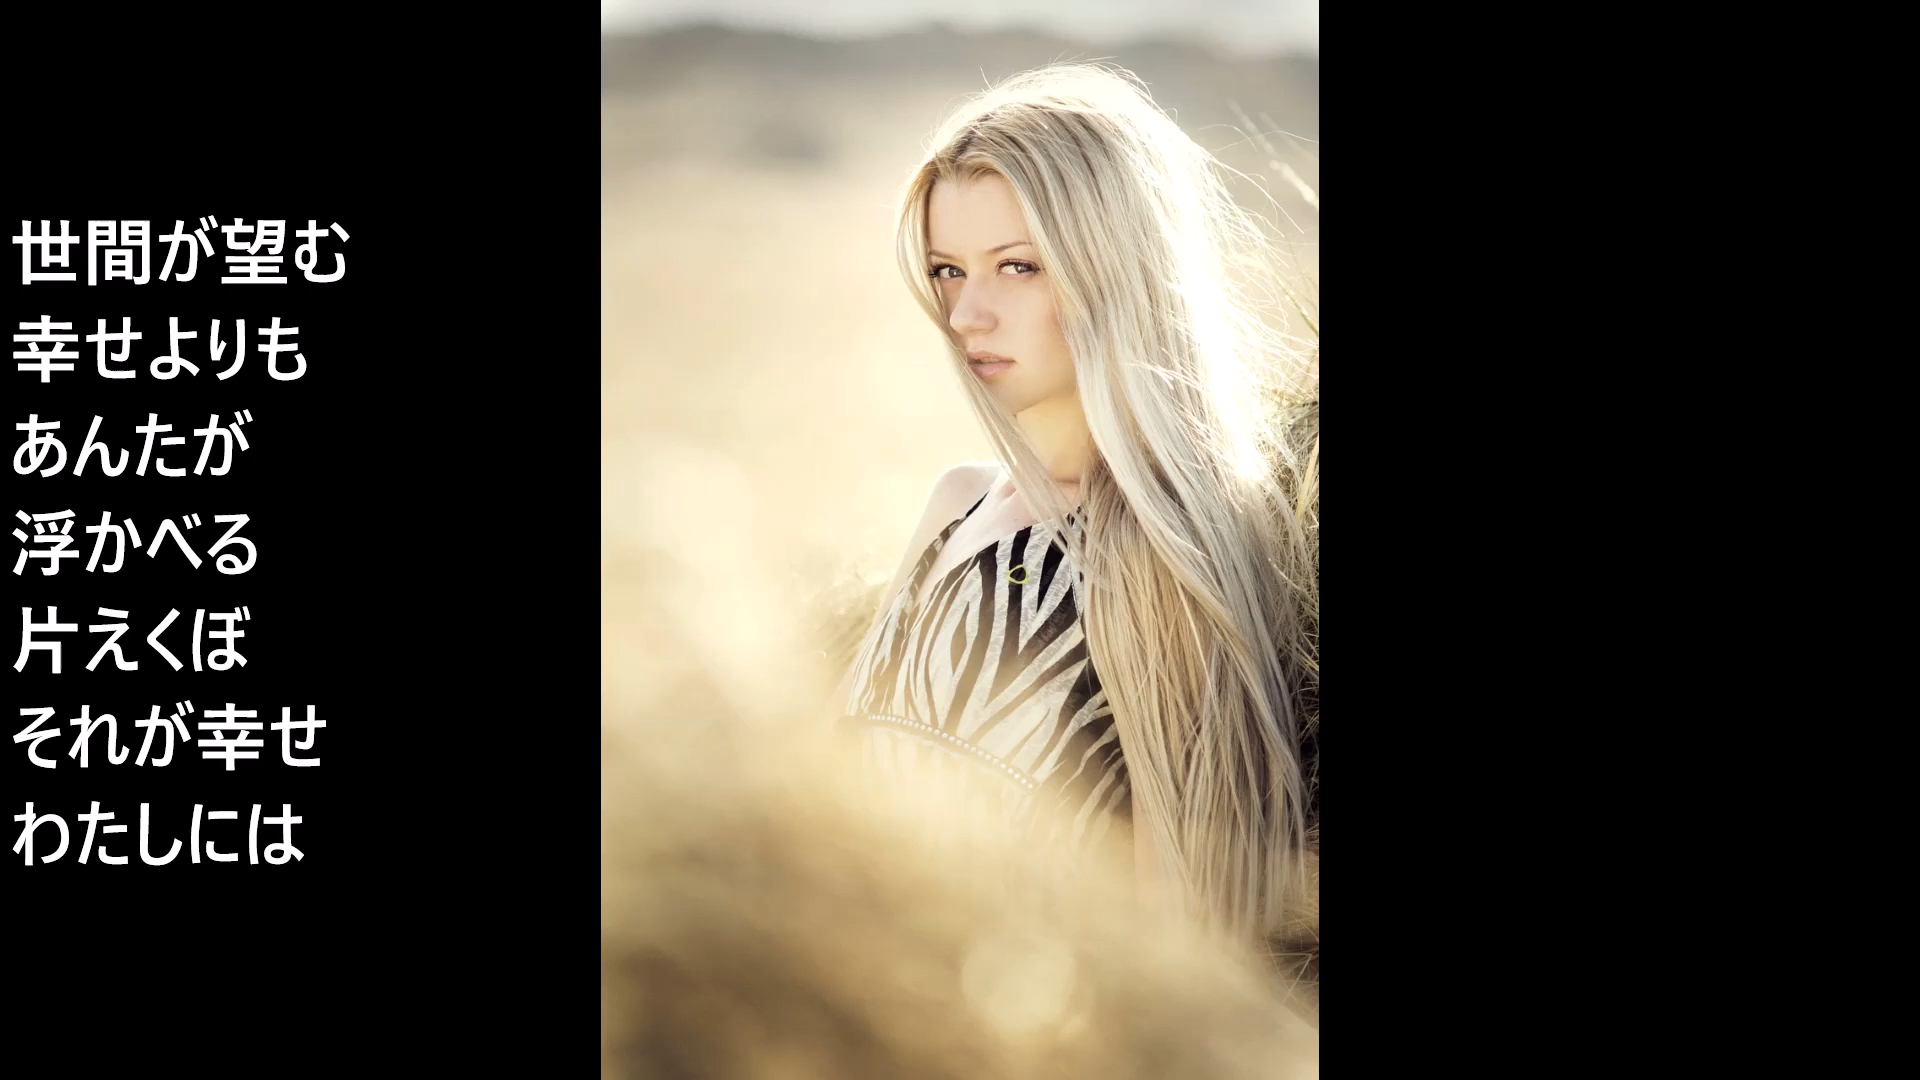 世間が望む
幸せよりも
あんたが
浮かべる
片えくぼ
それが幸せ
わたしには